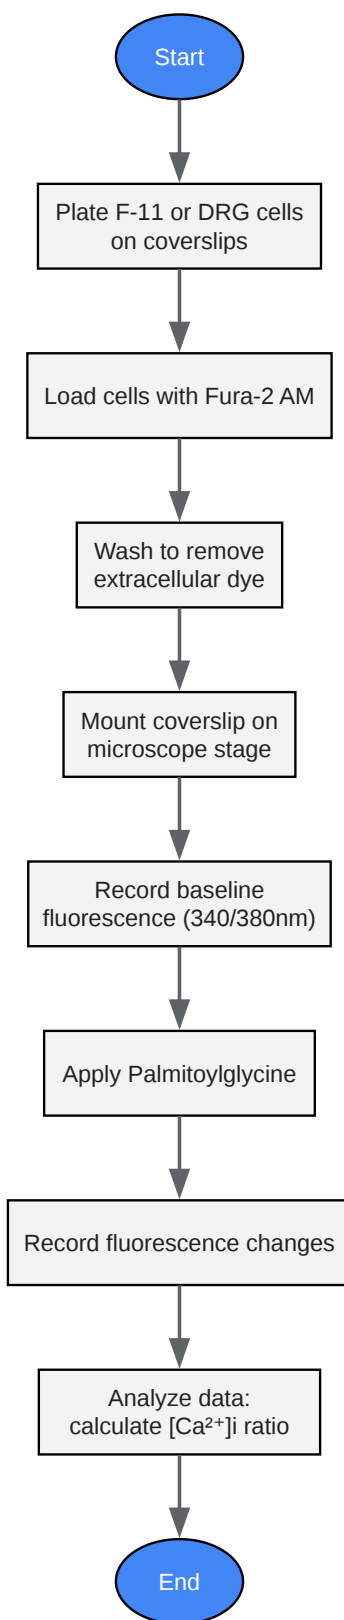 Start
Plate F-11 or DRG cells
on coverslips
Load cells with Fura-2 AM
Wash to remove
extracellular dye
Mount coverslip on
microscope stage
Record baseline
fluorescence (340/380nm)
Apply Palmitoylglycine
Record fluorescence changes
Analyze data:
calculate [Ca²⁺]i ratio
End